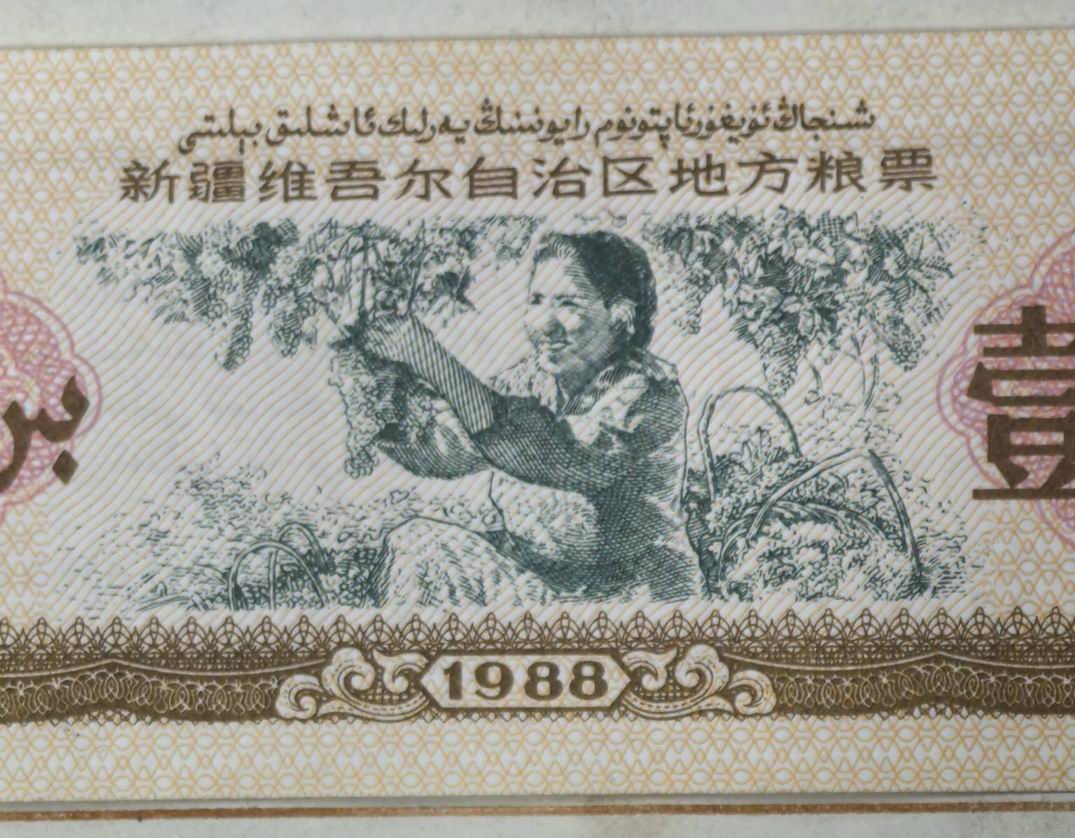 شىنجاڭ ئۇيغۇر ئاپتونوم رايونىنىڭ يەرلىك ئاشلىق بېلىتى
新疆维吾尔自治区地方粮票
بىر
壹
1988